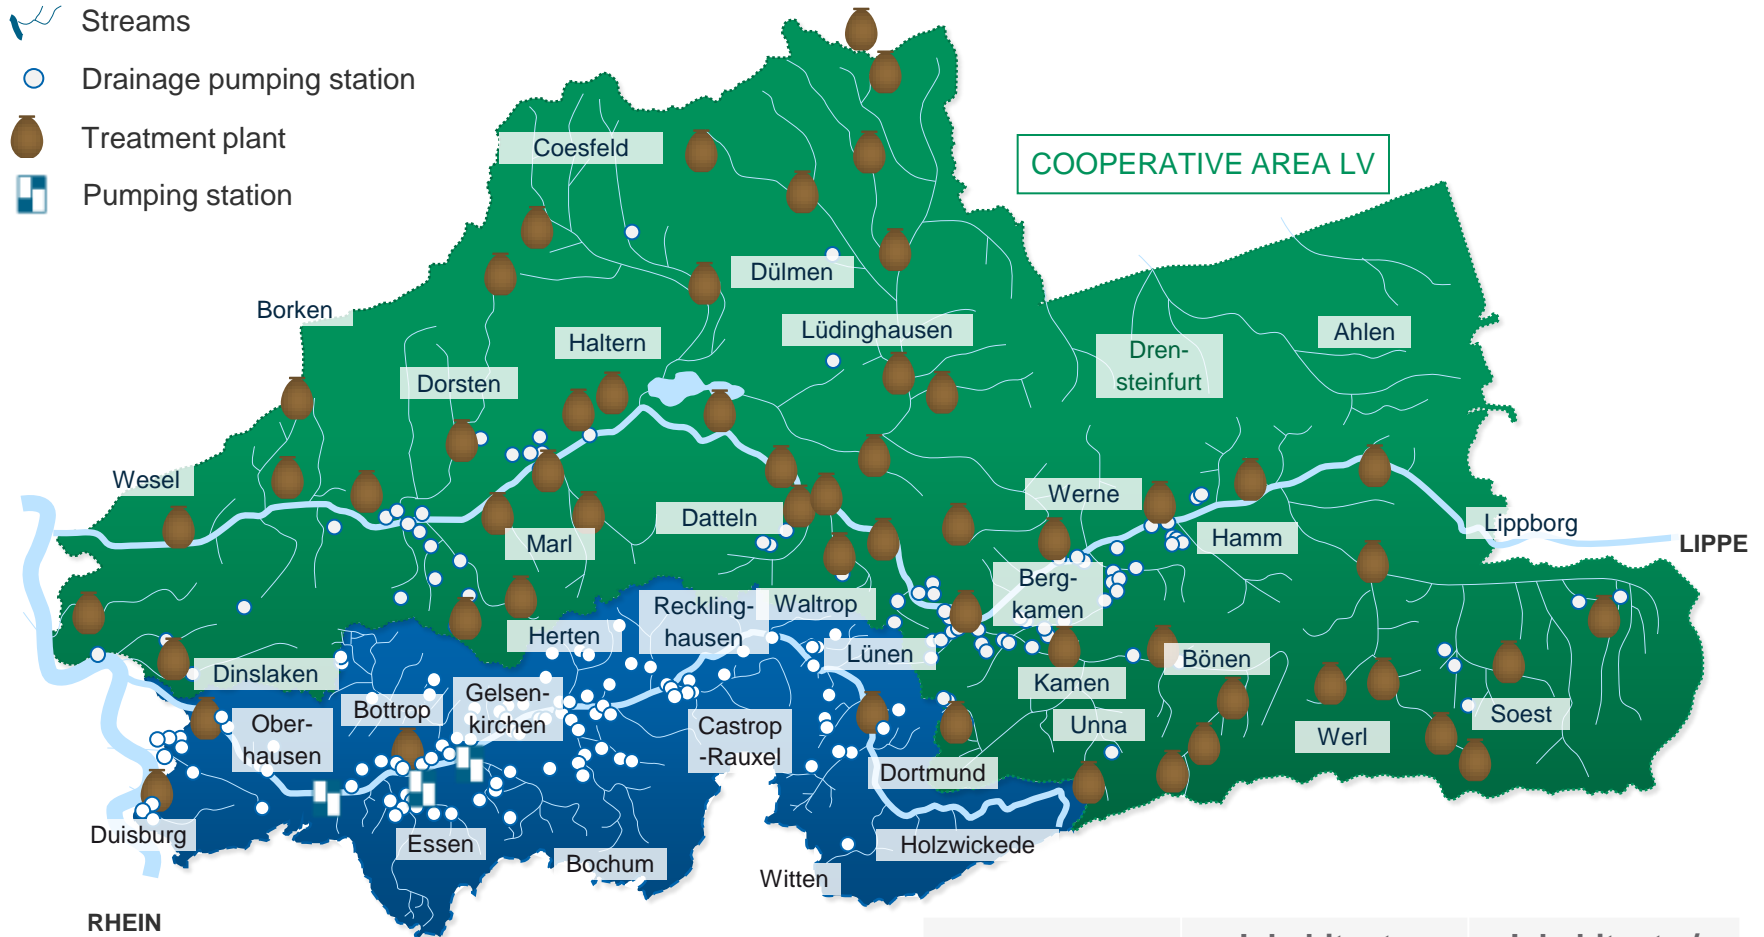 Streams
Drainage pumping station
Treatment plant
Pumping station
COOPERATIVE AREA LV
Coesfeld
Dülmen
Borken
Lüdinghausen
Ahlen
Haltern
Dren-
steinfurt
Dorsten
Wesel
Werne
Datteln
Lippborg
Marl
Hamm
LIPPE
Berg-
kamen
Reckling-
hausen
Waltrop
Herten
Lünen
Bönen
Dinslaken
Kamen
Gelsen-
kirchen
Bottrop
Ober-
hausen
Castrop
-Rauxel
Unna
Soest
Werl
Dortmund
Duisburg
Essen
Holzwickede
Bochum
Witten
RHEIN